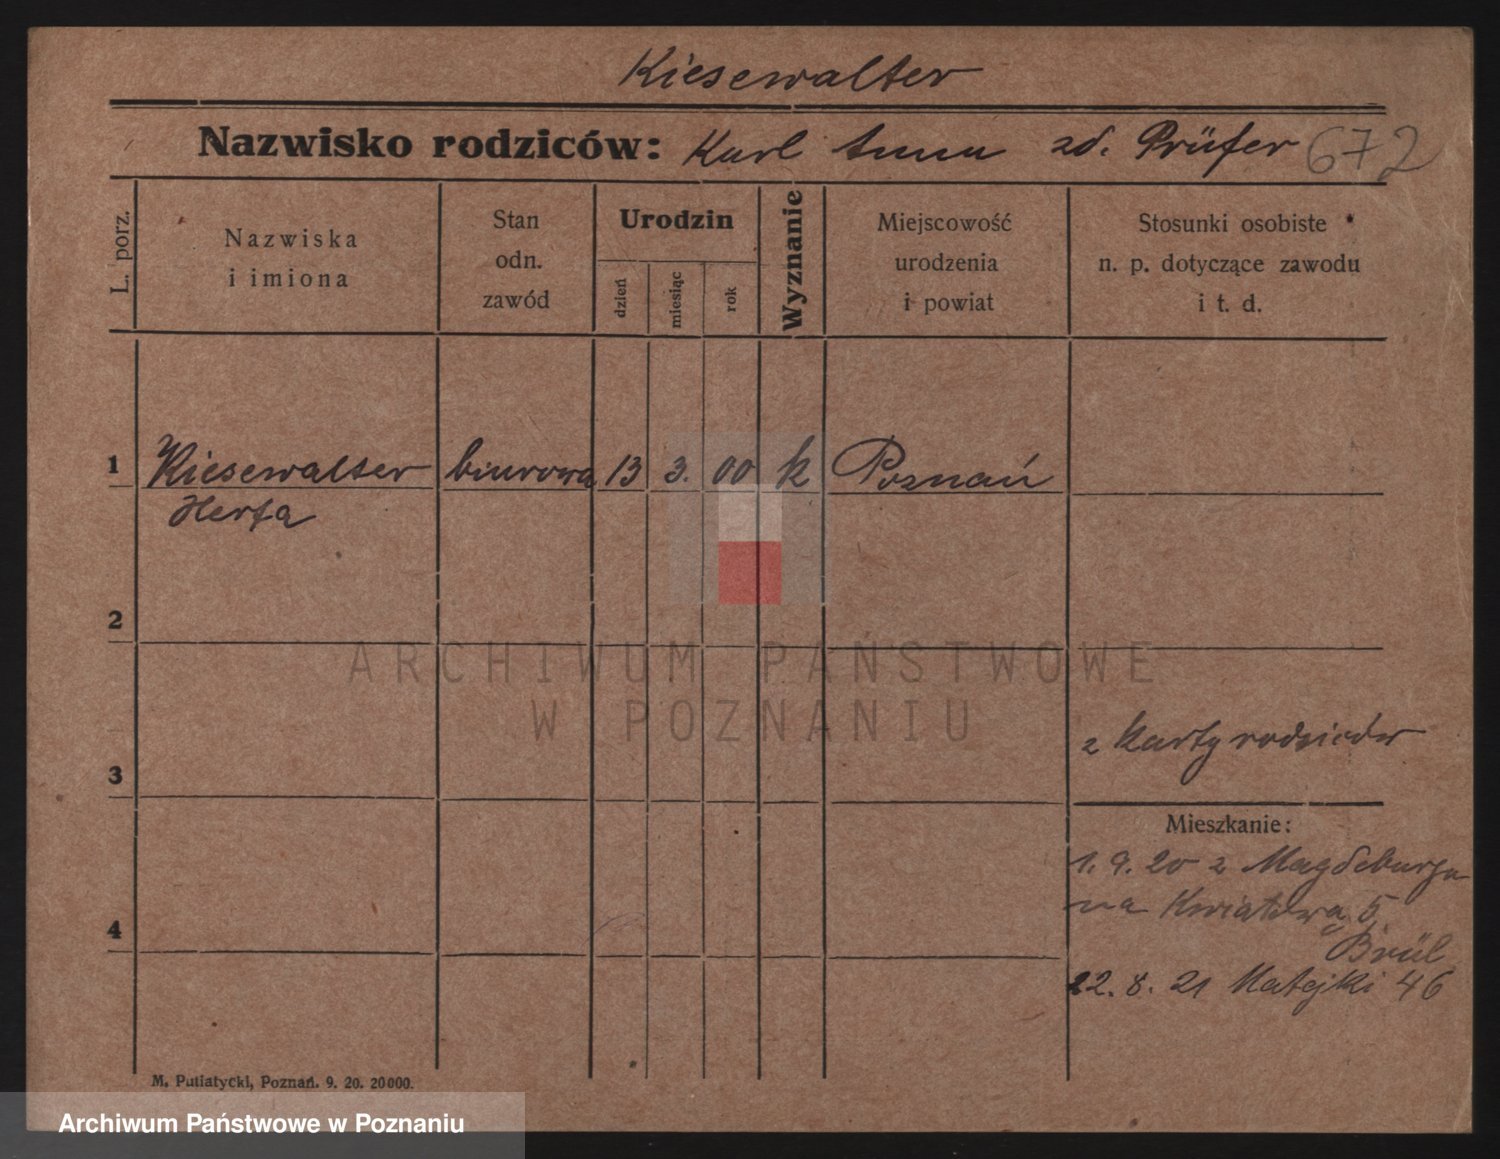 Kiesewalter
Nazwisko rodziców: Karl Anna zd. Prüfer 672
L. porz.
Nazwiska
i imiona
Stan
odn.
zawód
Urodzin
dzień
miesiąc
rok
Wyznanie
Miejscowość
urodzenia
i powiat
Stosunki osobiste
n. p. dotyczące zawodu
i t. d.
1 Kiesewalter biurowa 13 3. 00 k Poznań
Herta
2
ARCHIWUM PAŃSTWOWE
W POZNANIU
z karty rodziców
3
Mieszkanie:
1. 9. 20 z Magdeburga
na Kwiatową 5
4
Brül
22. 8. 21 Matejki 46
M. Putiatycki, Poznań. 9. 20. 20000.
Archiwum Państwowe w Poznaniu